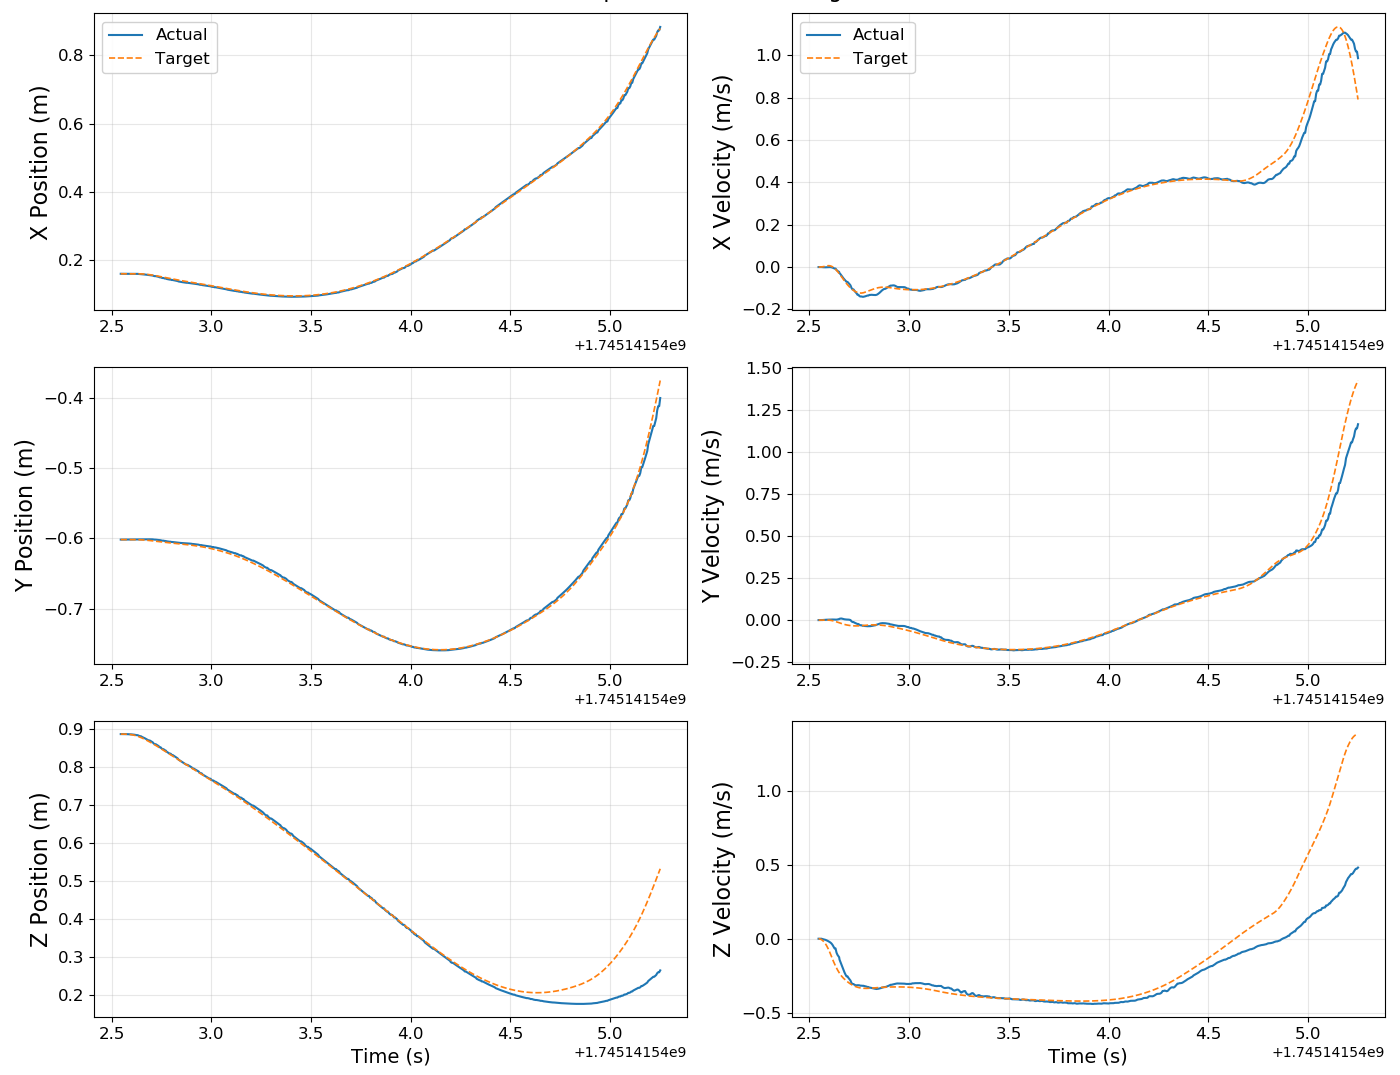 Actual
Target
0.8
0.6
0.4
0.2
X Position (m)
2.5 3.0 3.5 4.0 4.5 5.0
+1.74514154e9
Actual
Target
1.0
0.8
0.6
0.4
0.2
0.0
−0.2
X Velocity (m/s)
2.5 3.0 3.5 4.0 4.5 5.0
+1.74514154e9
−0.4
−0.5
−0.6
−0.7
Y Position (m)
2.5 3.0 3.5 4.0 4.5 5.0
+1.74514154e9
1.50
1.25
1.00
0.75
0.50
0.25
0.00
−0.25
Y Velocity (m/s)
2.5 3.0 3.5 4.0 4.5 5.0
+1.74514154e9
0.9
0.8
0.7
0.6
0.5
0.4
0.3
0.2
Z Position (m)
2.5 3.0 3.5 4.0 4.5 5.0
Time (s)
+1.74514154e9
1.0
0.5
0.0
−0.5
Z Velocity (m/s)
2.5 3.0 3.5 4.0 4.5 5.0
Time (s)
+1.74514154e9